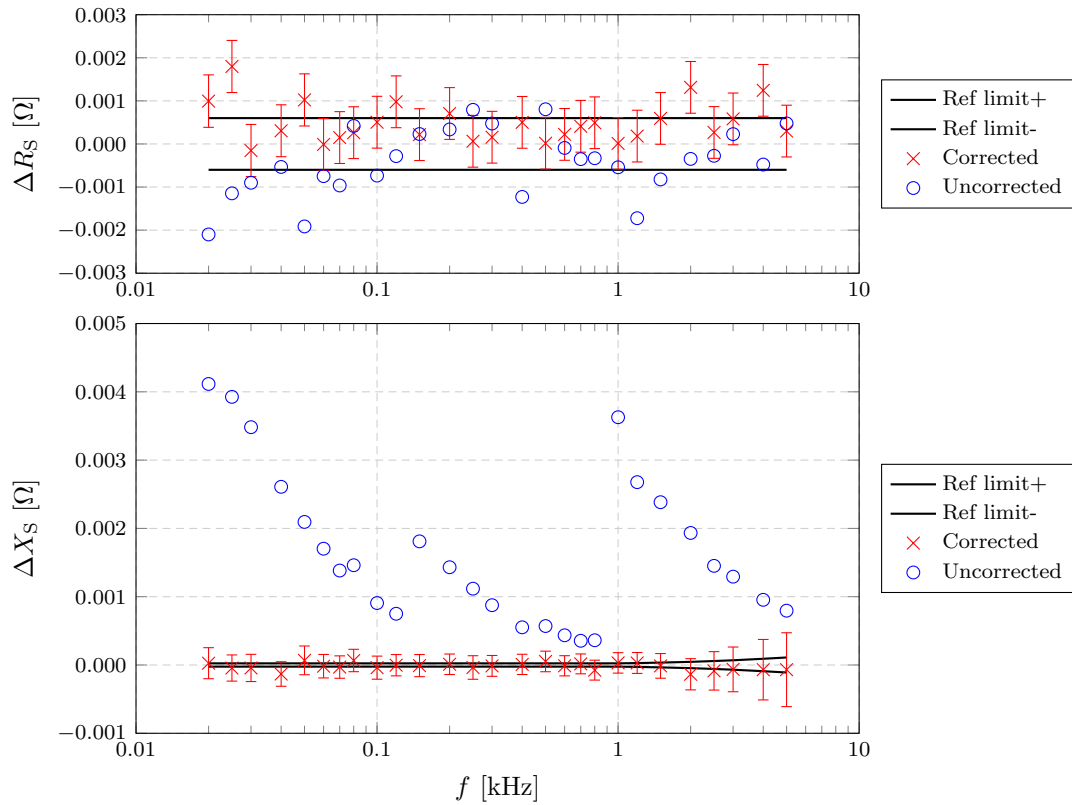 0.003
0.002
0.001
0.000
−0.001
−0.002
−0.003
ΔR_S [Ω]
0.01 0.1 1 10
Ref limit+
Ref limit-
Corrected
Uncorrected
0.005
0.004
0.003
0.002
0.001
0.000
−0.001
ΔX_S [Ω]
0.01 0.1 1 10
f [kHz]
Ref limit+
Ref limit-
Corrected
Uncorrected